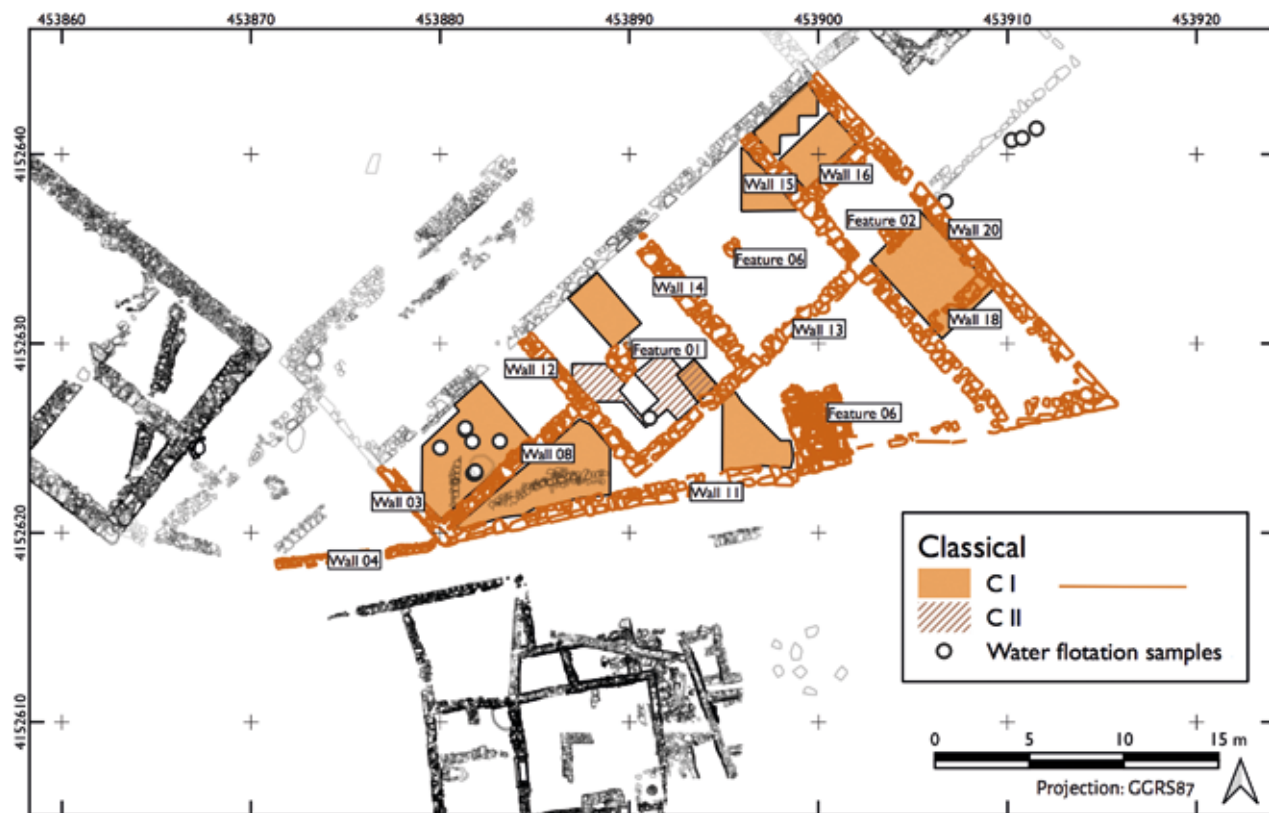 453860 453870 453880 453890 453900 453910 453920
4152640
4152630
4152620
4152610
Wall 15
Wall 16
Feature 02
Wall 20
Feature 06
Wall 14
Wall 13
Wall 18
Feature 01
Wall 12
Feature 06
Wall 08
Wall 03
Wall 11
Wall 04
Classical
C I
C II
Water flotation samples
0 5 10 15 m
Projection: GGRS87